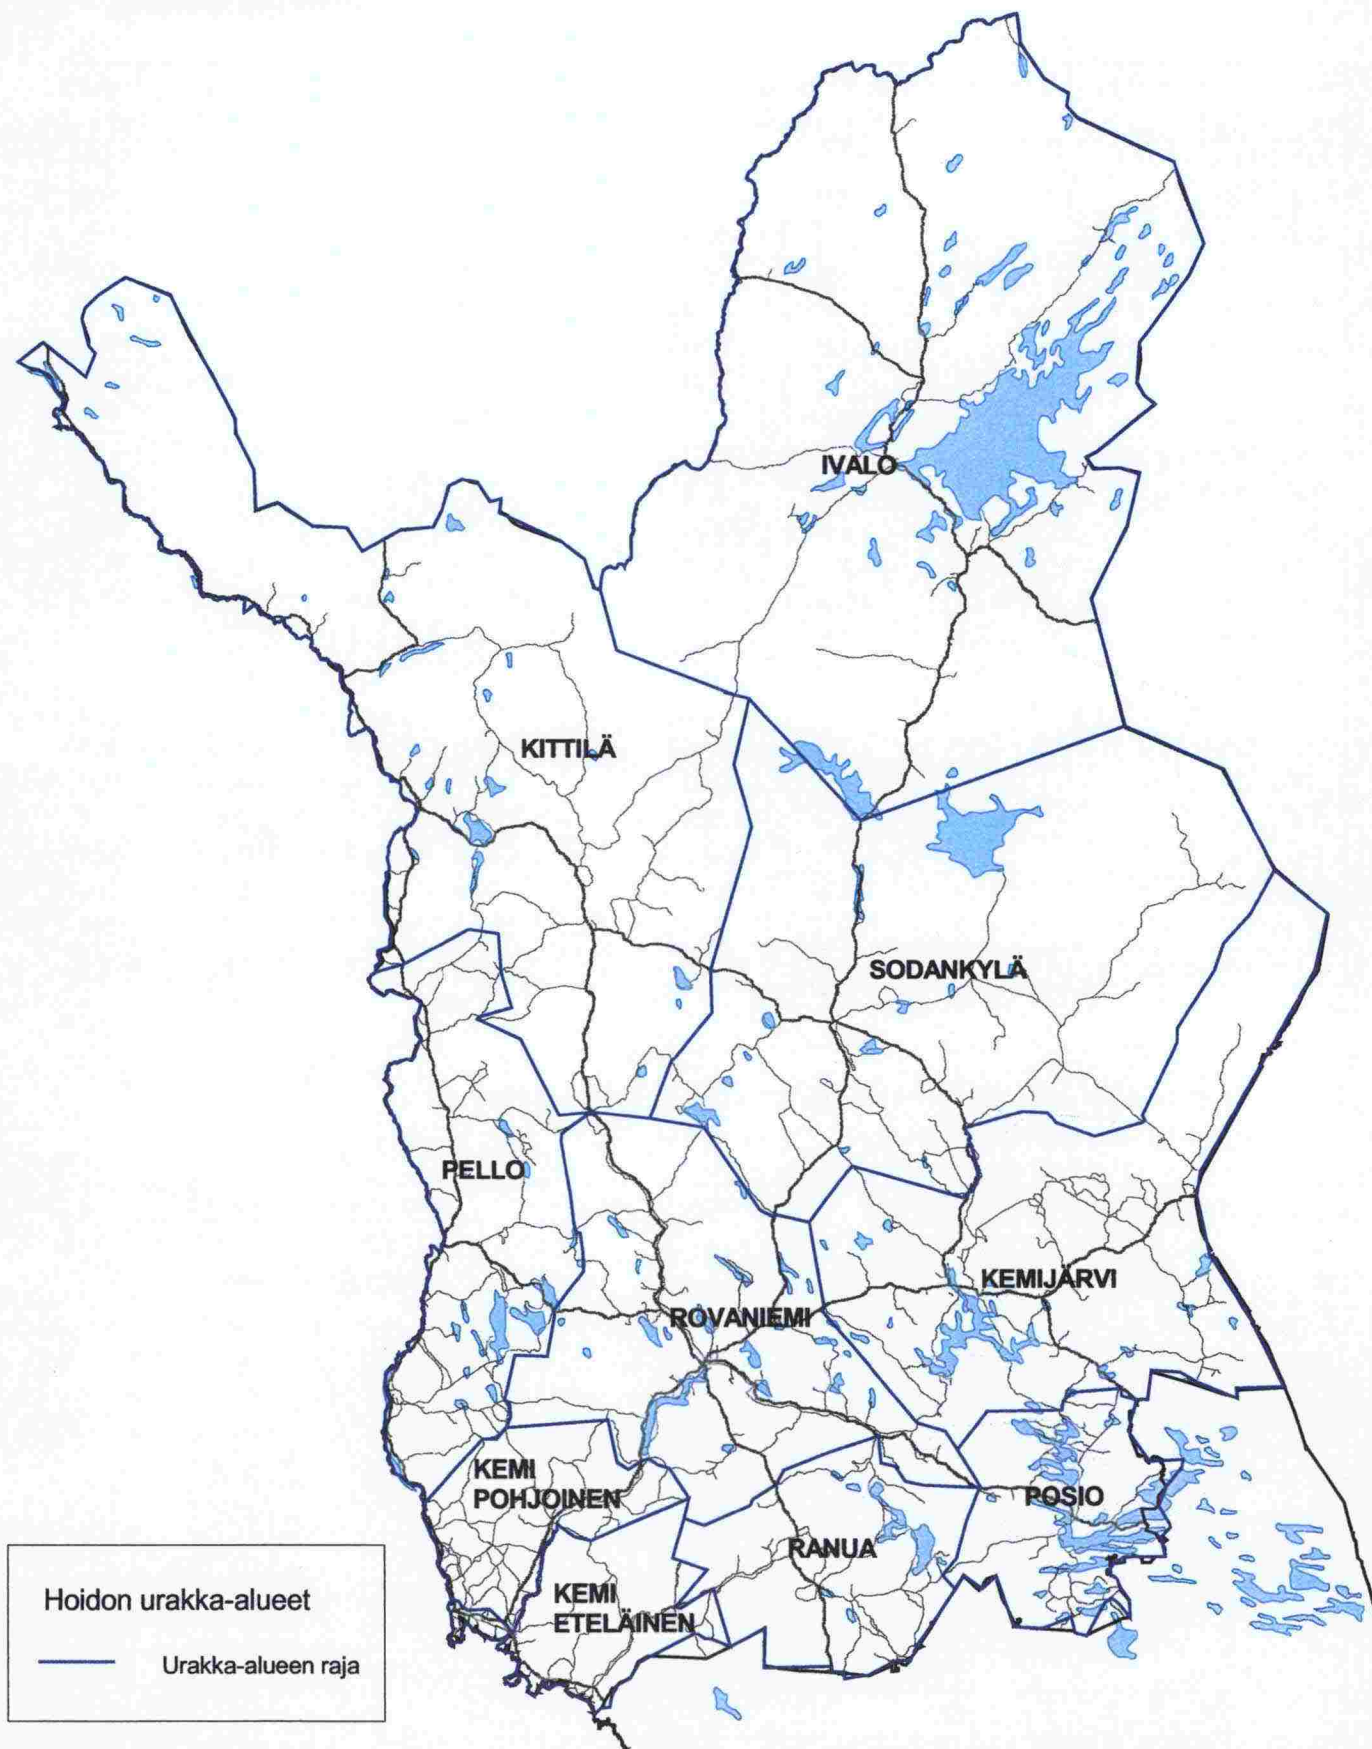 IVALO
KITTILÄ
SODANKYLÄ
PELLO
KEMIJÄRVI
ROVANIEMI
KEMI
POHJOINEN
POSIO
RANUA
KEMI
ETELÄINEN
Hoidon urakka-alueet
Urakka-alueen raja